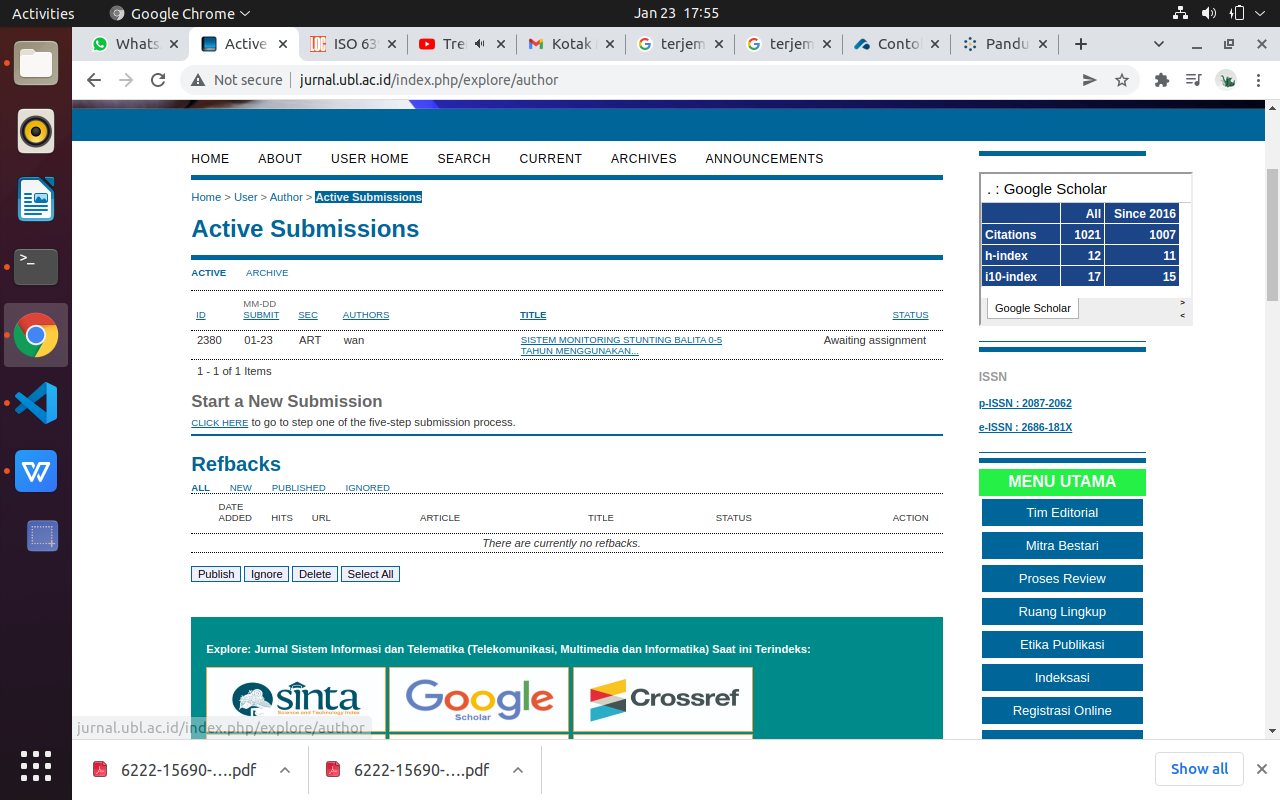 Activities
Google Chrome
Jan 23 17:55
Whats
Active
ISO 63
Tre
Kotak
terjem
terjem
Conto
Pandu
Not secure
jurnal.ubl.ac.id/index.php/explore/author
HOME ABOUT USER HOME SEARCH CURRENT ARCHIVES ANNOUNCEMENTS
Home > User > Author > Active Submissions
Active Submissions
ACTIVE ARCHIVE
MM-DD
ID SUBMIT SEC AUTHORS TITLE STATUS
2380 01-23 ART wan SISTEM MONITORING STUNTING BALITA 0-5 Awaiting assignment
TAHUN MENGGUNAKAN...
1 - 1 of 1 Items
Start a New Submission
CLICK HERE to go to step one of the five-step submission process.
Refbacks
ALL NEW PUBLISHED IGNORED
DATE
ADDED HITS URL ARTICLE TITLE STATUS ACTION
There are currently no refbacks.
Publish Ignore Delete Select All
Explore: Jurnal Sistem Informasi dan Telematika (Telekomunikasi, Multimedia dan Informatika) Saat ini Terindeks:
sinta
Science and Technology Index
Google
Scholar
Crossref
. : Google Scholar
All Since 2016
Citations 1021 1007
h-index 12 11
i10-index 17 15
Google Scholar
>
<
ISSN
p-ISSN : 2087-2062
e-ISSN : 2686-181X
MENU UTAMA
Tim Editorial
Mitra Bestari
Proses Review
Ruang Lingkup
Etika Publikasi
Indeksasi
Registrasi Online
jurnal.ubl.ac.id/index.php/explore/author
6222-15690-....pdf
6222-15690-....pdf
Show all